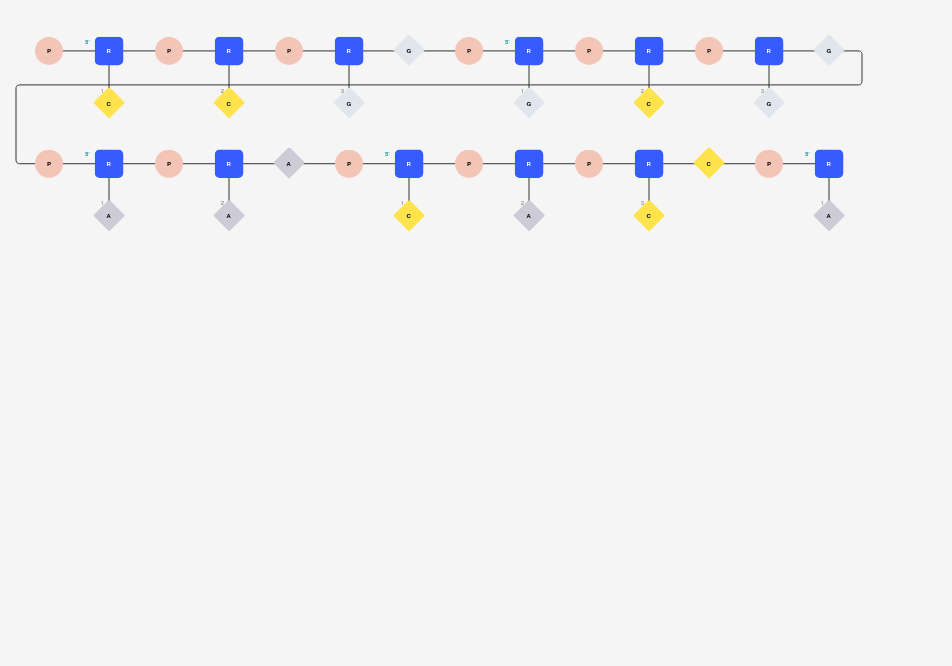 P 5' R P R P R G P 5' R P R P R G
1 C 2 C 3 G 1 G 2 C 3 G
P 5' R P R A P 5' R P R P R C P 5' R
1 A 2 A 1 C 2 A 3 C 1 A